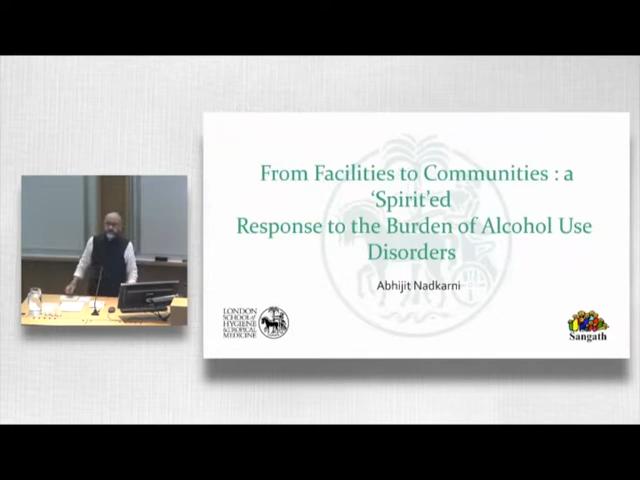 From Facilities to Communities : a
‘Spirit’ed
Response to the Burden of Alcohol Use
Disorders
Abhijit Nadkarni
LONDON
SCHOOL of
HYGIENE
& TROPICAL
MEDICINE
Sangath